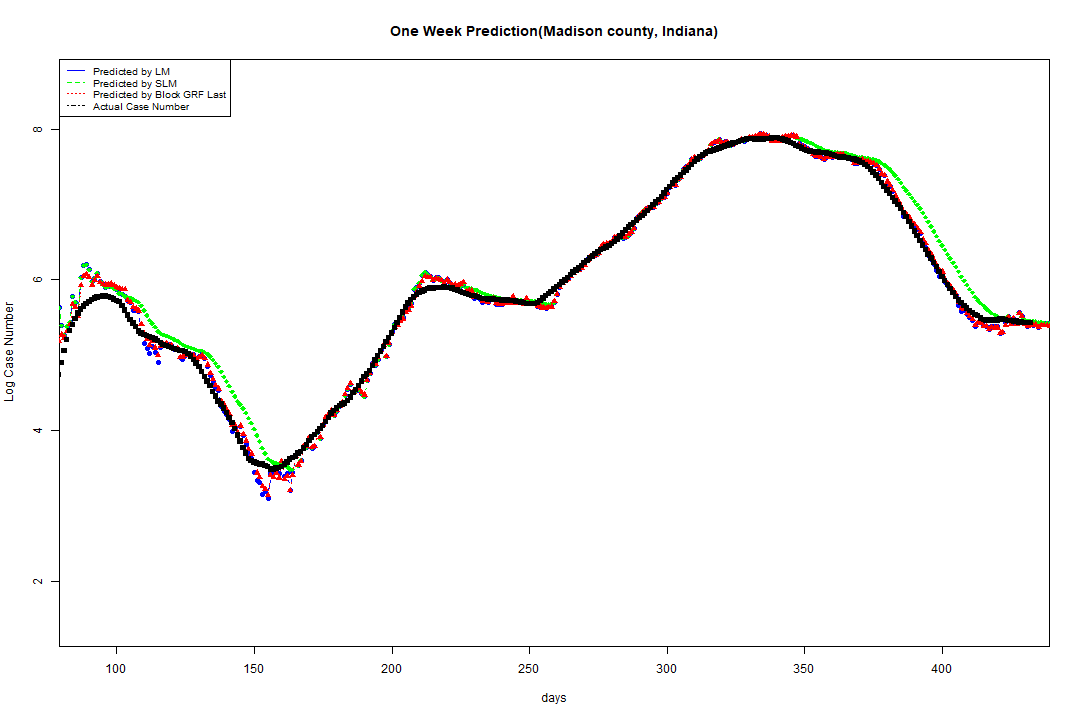 One Week Prediction(Madison county, Indiana)
Predicted by LM
Predicted by SLM
Predicted by Block GRF Last
Actual Case Number
8
6
4
2
Log Case Number
100 150 200 250 300 350 400
days